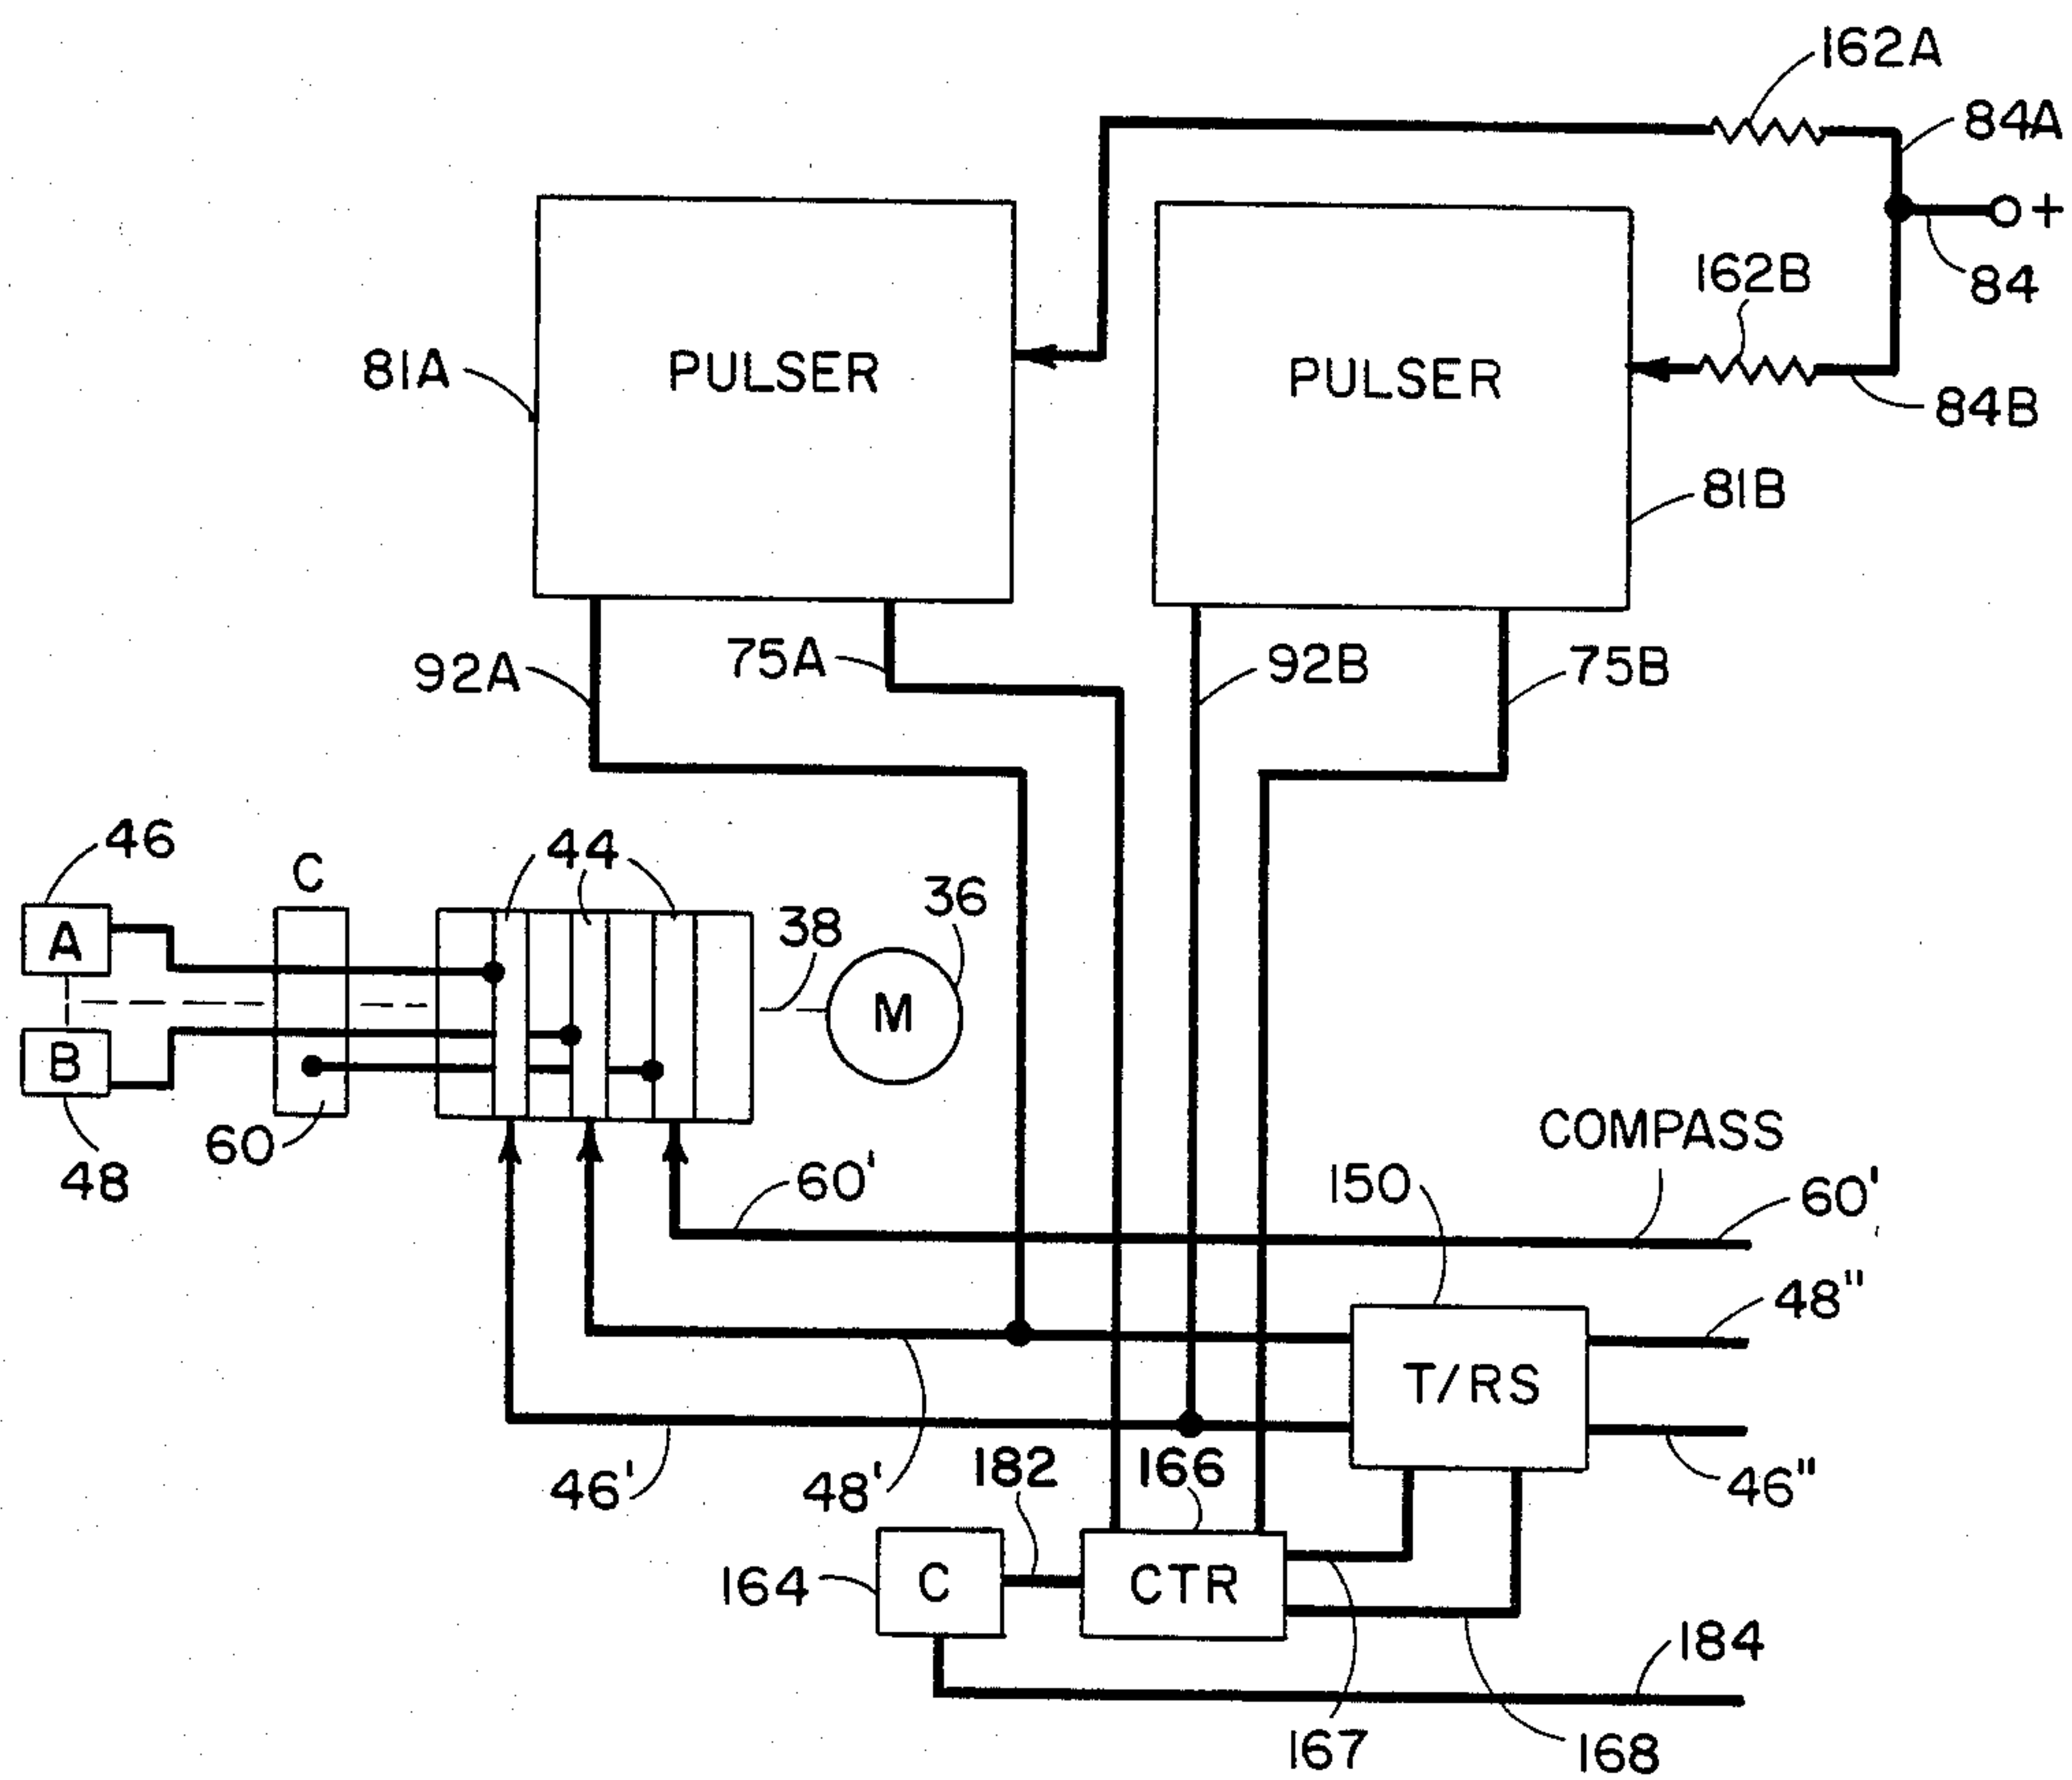 162A
84A
+
84
162B
84B
81A
PULSER
PULSER
81B
92A
75A
92B
75B
46
C
44
38
36
A
M
B
48
60
60'
COMPASS
150
60'
48"
T/RS
46'
48'
182
166
46"
164
C
CTR
184
167
168